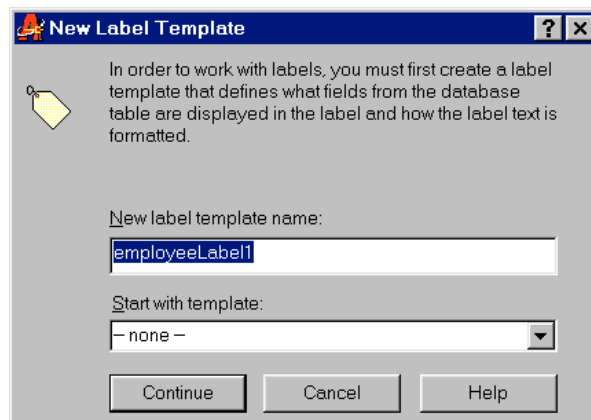 New Label Template
In order to work with labels, you must first create a label
template that defines what fields from the database
table are displayed in the label and how the label text is
formatted.
New label template name:
employeeLabel1
Start with template:
– none –
Continue Cancel Help